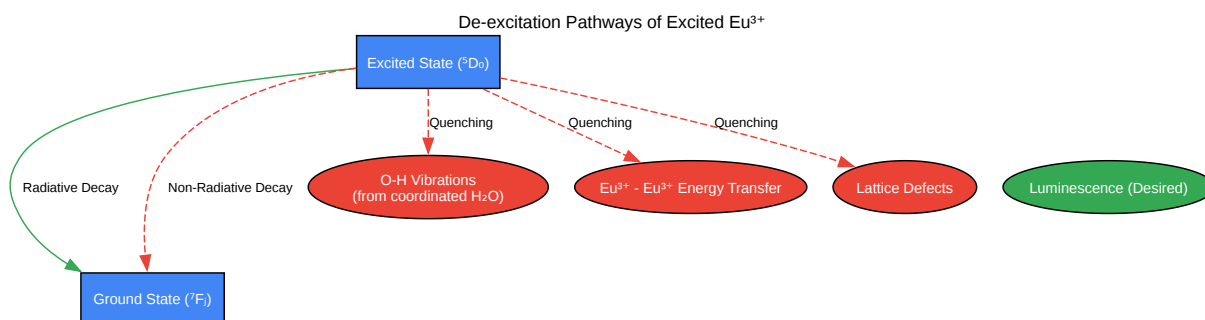 De-excitation Pathways of Excited Eu³⁺
Excited State (⁵D₀)
Quenching
Quenching
Quenching
Radiative Decay
Non-Radiative Decay
O-H Vibrations
(from coordinated H₂O)
Eu³⁺ - Eu³⁺ Energy Transfer
Lattice Defects
Luminescence (Desired)
Ground State (⁷Fⱼ)